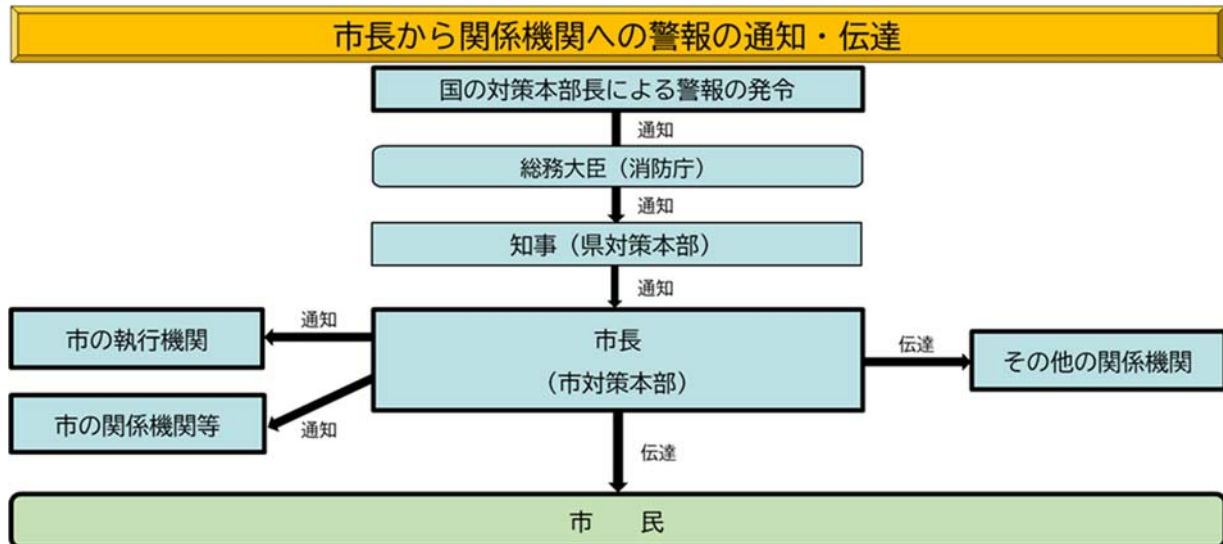 市長から関係機関への警報の通知・伝達
国の対策本部長による警報の発令
通知
総務大臣（消防庁）
通知
知事（県対策本部）
通知
市の執行機関
通知
市長
（市対策本部）
伝達
その他の関係機関
市の関係機関等
通知
伝達
市　　民